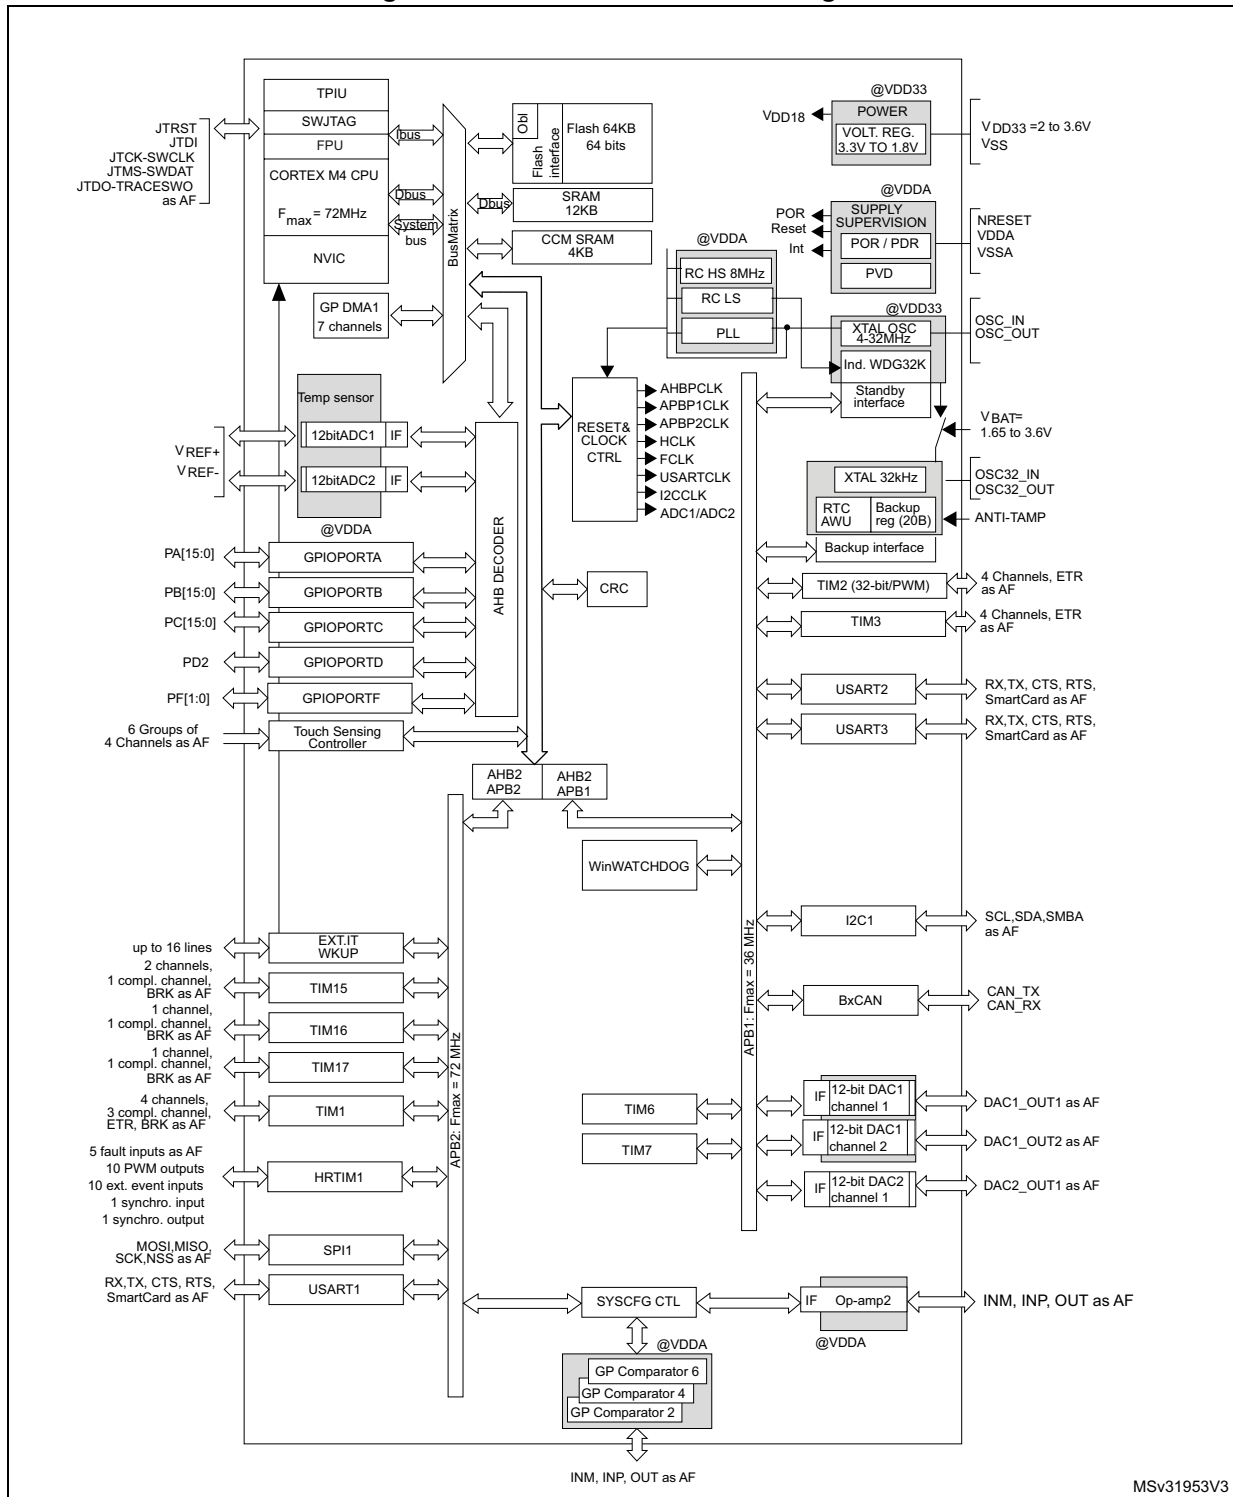 TPIU
SWJTAG
FPU
CORTEX M4 CPU
Fmax = 72MHz
NVIC
JTRST
JTDI
JTCK-SWCLK
JTMS-SWDAT
JTDO-TRACESWO
as AF
Ibus
Dbus
System
bus
BusMatrix
Obl
Flash
interface
Flash 64KB
64 bits
Dbus
SRAM
12KB
CCM SRAM
4KB
GP DMA1
7 channels
@VDD33
POWER
VOLT. REG.
3.3V TO 1.8V
VDD18
VDD33 =2 to 3.6V
VSS
@VDDA
SUPPLY
SUPERVISION
POR / PDR
PVD
POR
Reset
Int
NRESET
VDDA
VSSA
@VDDA
RC HS 8MHz
RC LS
PLL
@VDD33
XTAL OSC
4-32MHz
Ind. WDG32K
Standby
interface
OSC_IN
OSC_OUT
VBAT=
1.65 to 3.6V
XTAL 32kHz
RTC
AWU
Backup
reg (20B)
Backup interface
OSC32_IN
OSC32_OUT
ANTI-TAMP
RESET&
CLOCK
CTRL
AHBPCLK
APBP1CLK
APBP2CLK
HCLK
FCLK
USARTCLK
I2CCLK
ADC1/ADC2
Temp sensor
12bitADC1
IF
12bitADC2
IF
@VDDA
VREF+
VREF-
AHB DECODER
PA[15:0]
GPIOPORTA
PB[15:0]
GPIOPORTB
PC[15:0]
GPIOPORTC
PD2
GPIOPORTD
PF[1:0]
GPIOPORTF
6 Groups of
4 Channels as AF
Touch Sensing
Controller
CRC
AHB2
APB2
AHB2
APB1
WinWATCHDOG
TIM2 (32-bit/PWM)
4 Channels, ETR
as AF
TIM3
4 Channels, ETR
as AF
USART2
RX,TX, CTS, RTS,
SmartCard as AF
USART3
RX,TX, CTS, RTS,
SmartCard as AF
I2C1
SCL,SDA,SMBA
as AF
BxCAN
CAN_TX
CAN_RX
APB1: Fmax = 36 MHz
APB2: Fmax = 72 MHz
up to 16 lines
EXT.IT
WKUP
2 channels,
1 compl. channel,
BRK as AF
TIM15
1 channel,
1 compl. channel,
BRK as AF
TIM16
1 channel,
1 compl. channel,
BRK as AF
TIM17
4 channels,
3 compl. channel,
ETR, BRK as AF
TIM1
5 fault inputs as AF
10 PWM outputs
10 ext. event inputs
1 synchro. input
1 synchro. output
HRTIM1
MOSI,MISO,
SCK,NSS as AF
SPI1
RX,TX, CTS, RTS,
SmartCard as AF
USART1
TIM6
TIM7
IF
12-bit DAC1
channel 1
DAC1_OUT1 as AF
IF
12-bit DAC1
channel 2
DAC1_OUT2 as AF
IF
12-bit DAC2
channel 1
DAC2_OUT1 as AF
SYSCFG CTL
IF
Op-amp2
INM, INP, OUT as AF
@VDDA
@VDDA
GP Comparator 6
GP Comparator 4
GP Comparator 2
INM, INP, OUT as AF
MSv31953V3